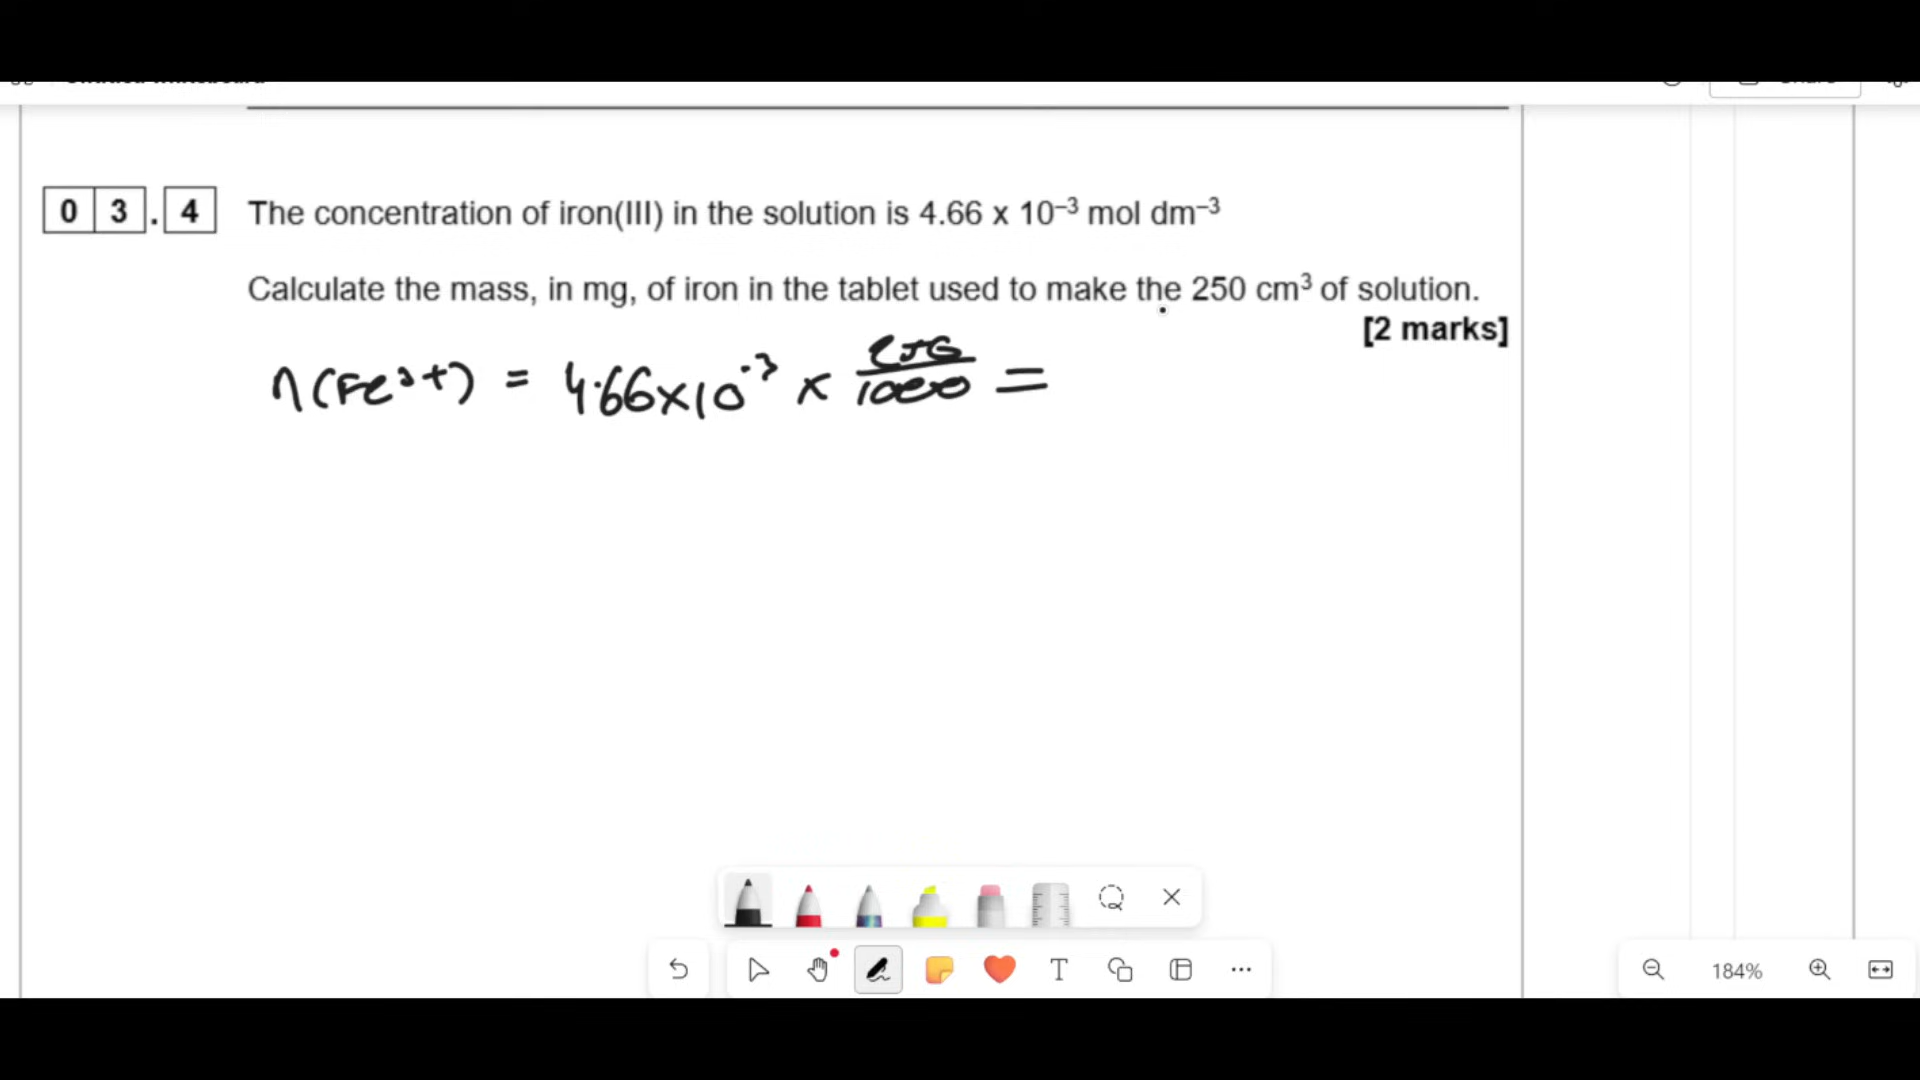 03.4 The concentration of iron(III) in the solution is 4.66 x 10⁻³ mol dm⁻³
Calculate the mass, in mg, of iron in the tablet used to make the 250 cm³ of solution.
[2 marks]
n(Fe³⁺) = 4.66×10⁻³ × 250/1000 =
T
184%